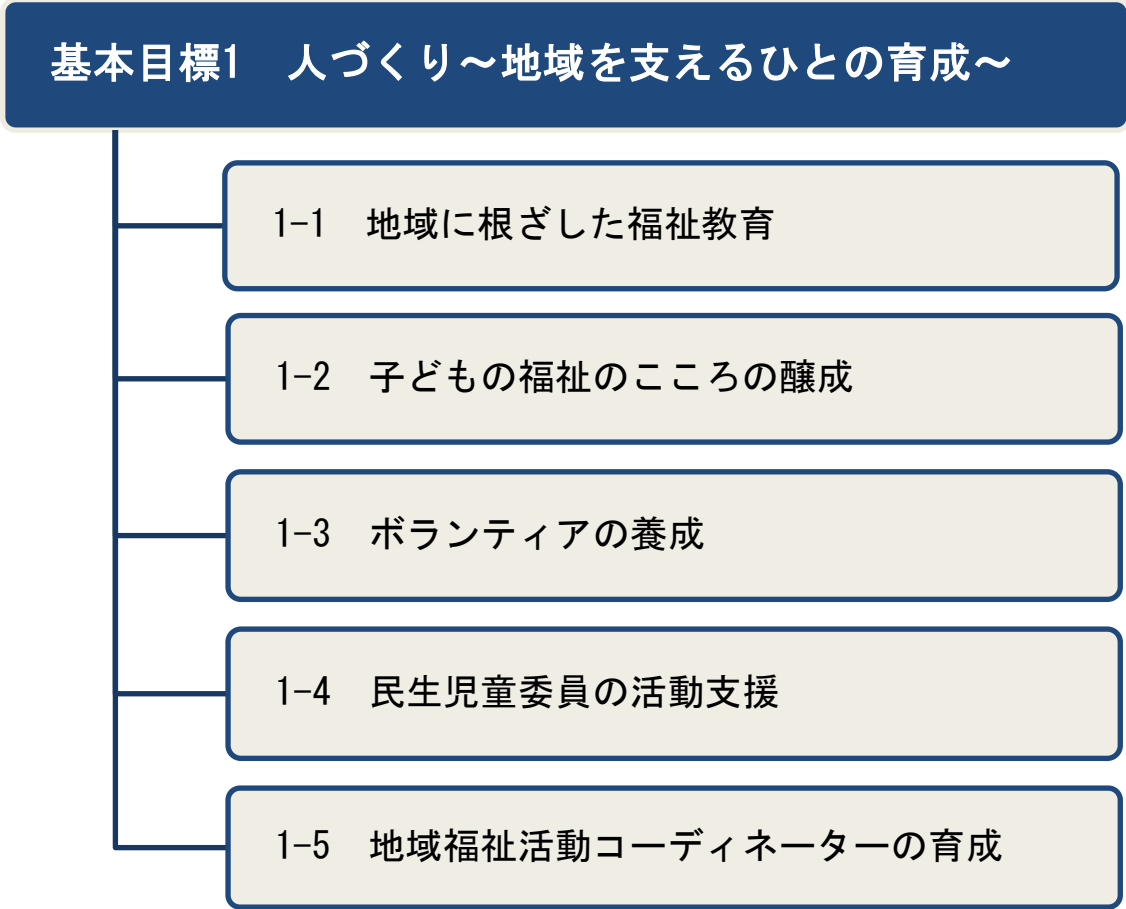 基本目標1　人づくり～地域を支えるひとの育成～
1-1　地域に根ざした福祉教育
1-2　子どもの福祉のこころの醸成
1-3　ボランティアの養成
1-4　民生児童委員の活動支援
1-5　地域福祉活動コーディネーターの育成